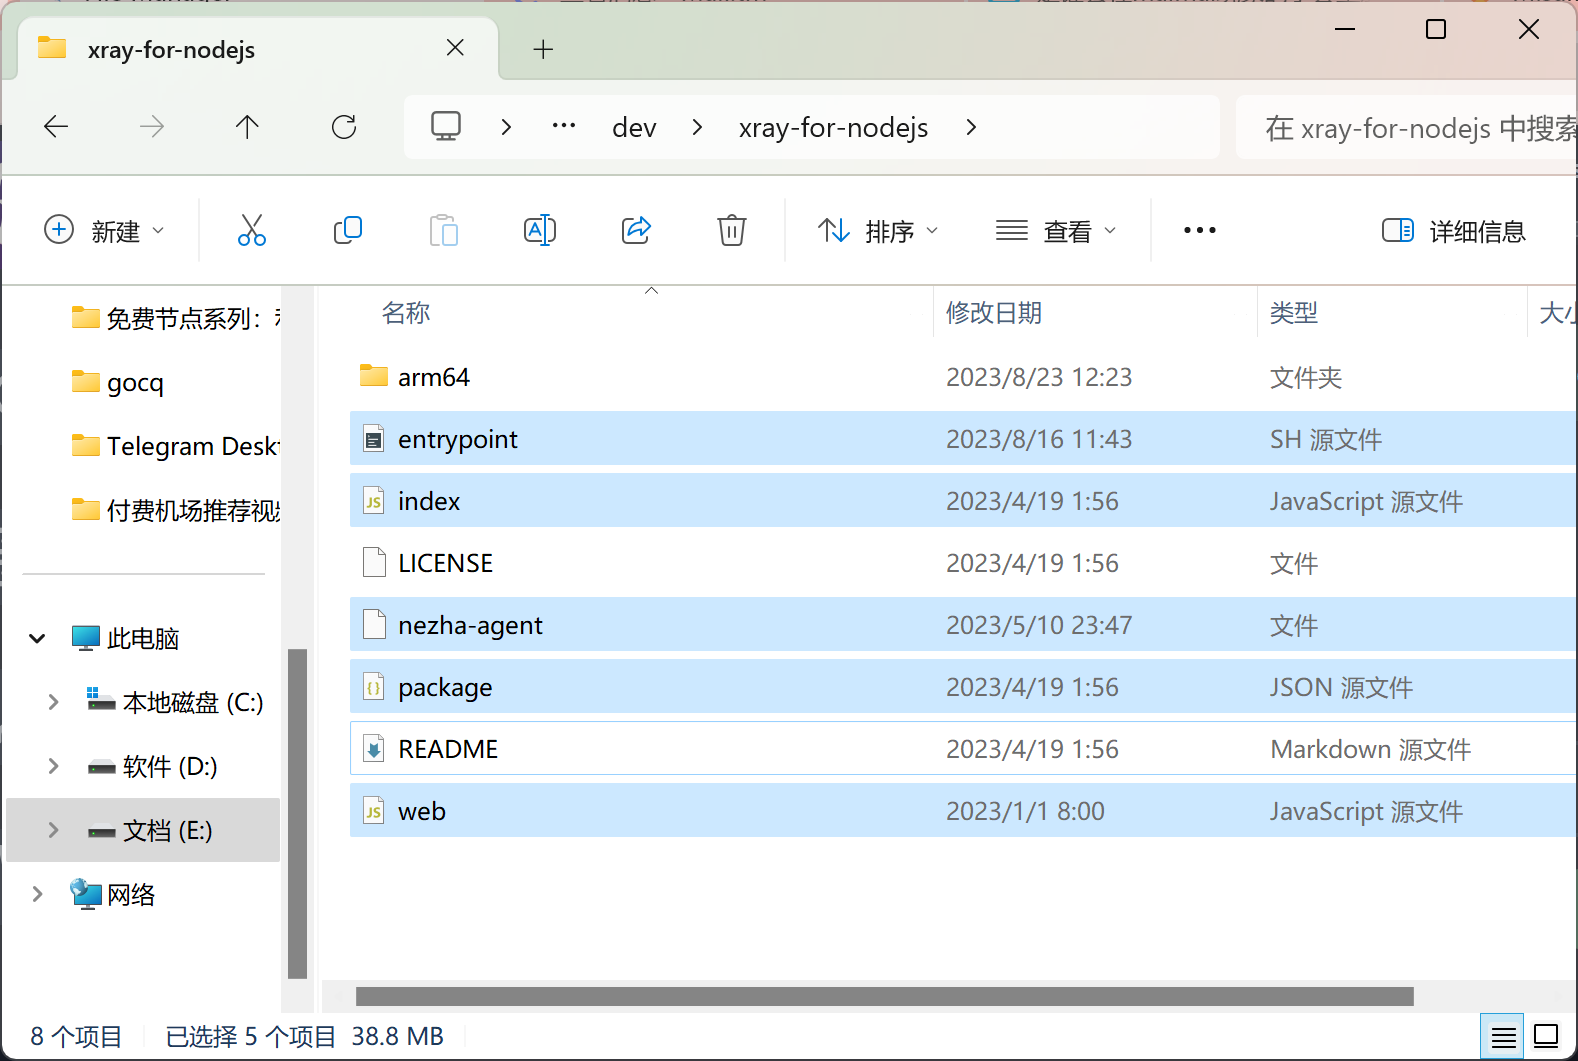 xray-for-nodejs
dev
xray-for-nodejs
在 xray-for-nodejs 中搜索
新建
排序
查看
详细信息
免费节点系列：
gocq
Telegram Deskt
付费机场推荐视频
此电脑
本地磁盘 (C:)
软件 (D:)
文档 (E:)
网络
名称 修改日期 类型 大小
arm64 2023/8/23 12:23 文件夹
entrypoint 2023/8/16 11:43 SH 源文件
index 2023/4/19 1:56 JavaScript 源文件
LICENSE 2023/4/19 1:56 文件
nezha-agent 2023/5/10 23:47 文件
package 2023/4/19 1:56 JSON 源文件
README 2023/4/19 1:56 Markdown 源文件
web 2023/1/1 8:00 JavaScript 源文件
8 个项目 已选择 5 个项目 38.8 MB